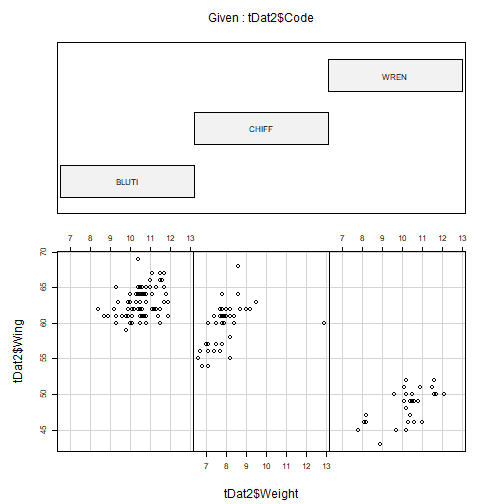 Given : tDat2$Code
WREN
CHIFF
BLUTI
7 8 9 10 11 12 13 7 8 9 10 11 12 13
70
65
60
55
50
45
7 8 9 10 11 12 13
tDat2$Wing
tDat2$Weight